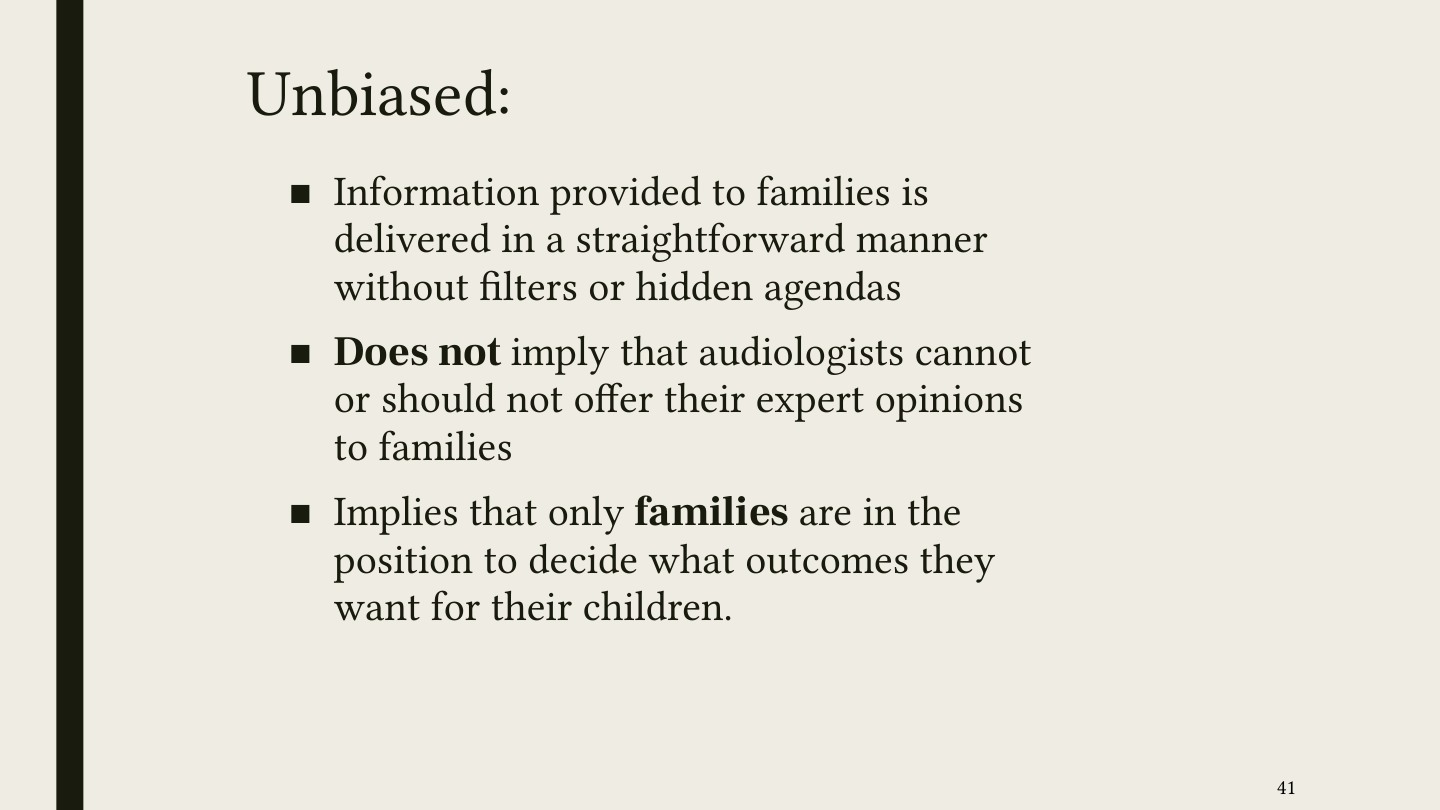 Unbiased:
■ Information provided to families is
delivered in a straightforward manner
without filters or hidden agendas
■ Does not imply that audiologists cannot
or should not offer their expert opinions
to families
■ Implies that only families are in the
position to decide what outcomes they
want for their children.
41